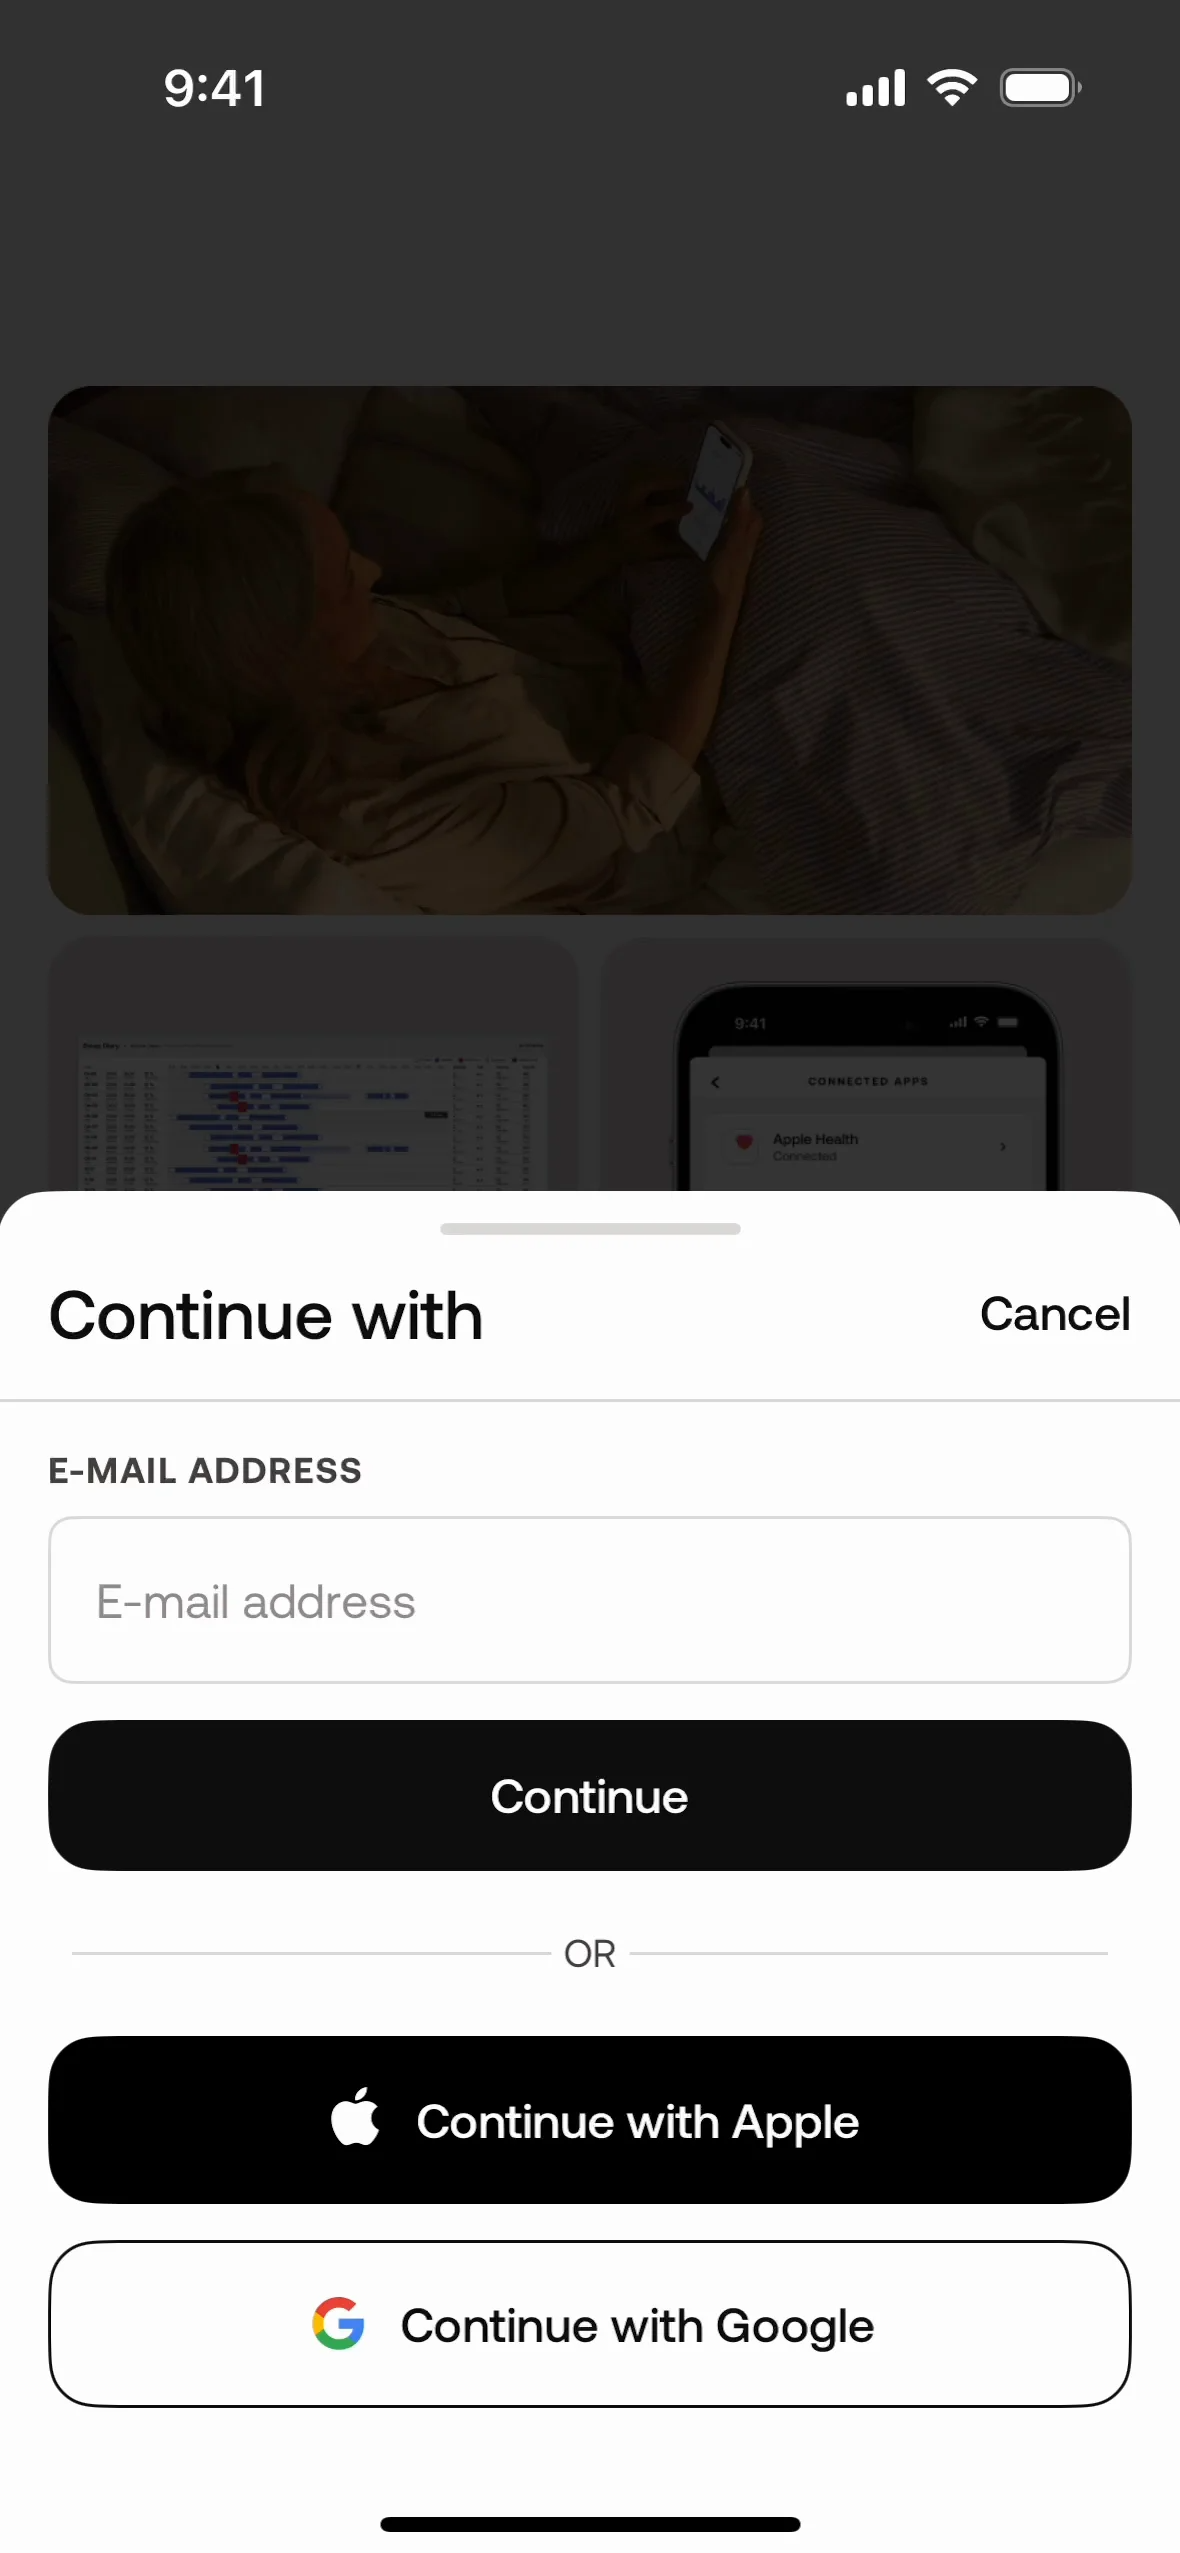 9:41
9:41
CONNECTED APPS
Apple Health
Connected
Continue with
Cancel
E-MAIL ADDRESS
E-mail address
Continue
OR
Continue with Apple
Continue with Google